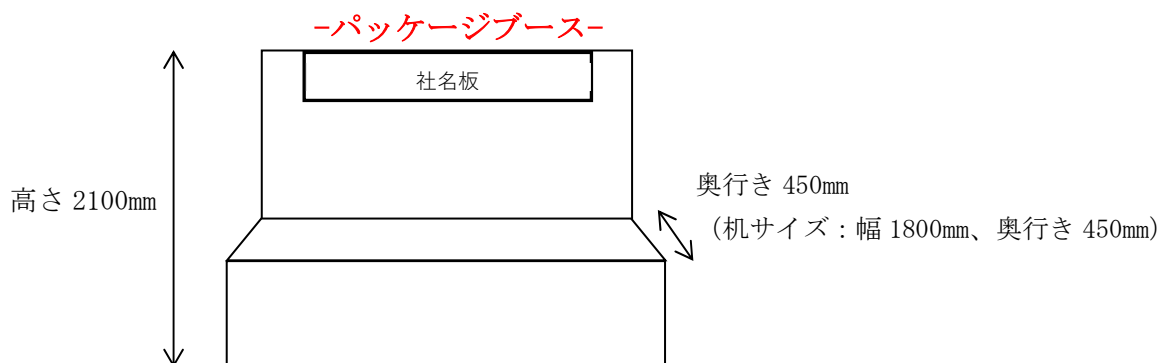 -パッケージブース-
社名板
高さ 2100mm
奥行き 450mm
（机サイズ：幅 1800mm、奥行き 450mm）